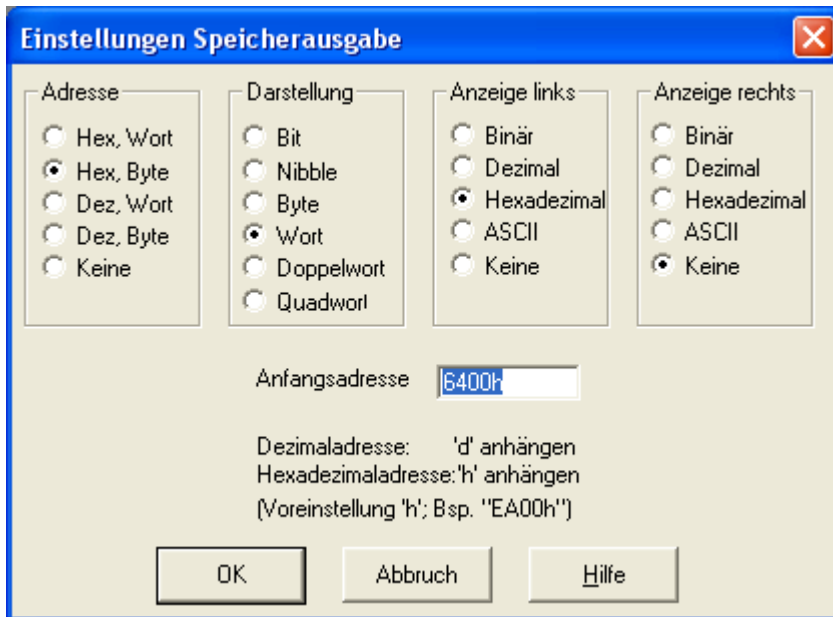 Einstellungen Speicherausgabe
Adresse
Hex, Wort
Hex, Byte
Dez, Wort
Dez, Byte
Keine
Darstellung
Bit
Nibble
Byte
Wort
Doppelwort
Quadworl
Anzeige links
Binär
Dezimal
Hexadezimal
ASCII
Keine
Anzeige rechts
Binär
Dezimal
Hexadezimal
ASCII
Keine
Anfangsadresse 6400h
Dezimaladresse: 'd' anhängen
Hexadezimaladresse:'h' anhängen
(Voreinstellung 'h'; Bsp. "EA00h")
OK Abbruch Hilfe